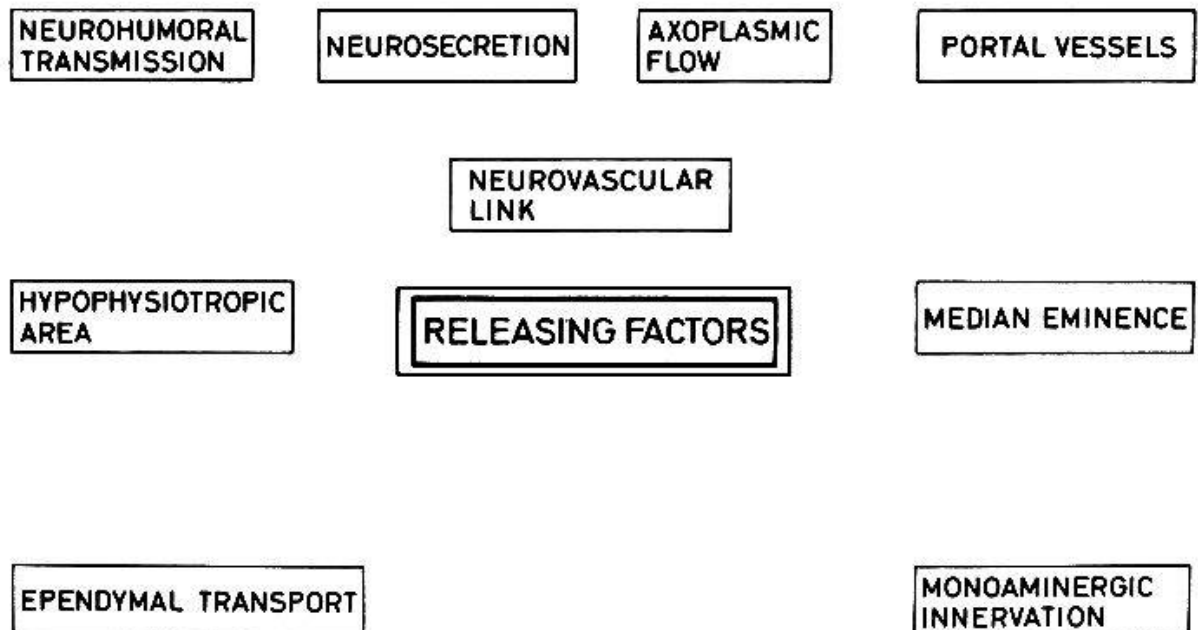 NEUROHUMORAL
TRANSMISSION
NEUROSECRETION
AXOPLASMIC
FLOW
PORTAL VESSELS
NEUROVASCULAR
LINK
HYPOPHYSIOTROPIC
AREA
RELEASING FACTORS
MEDIAN EMINENCE
EPENDYMAL TRANSPORT
MONOAMINERGIC
INNERVATION